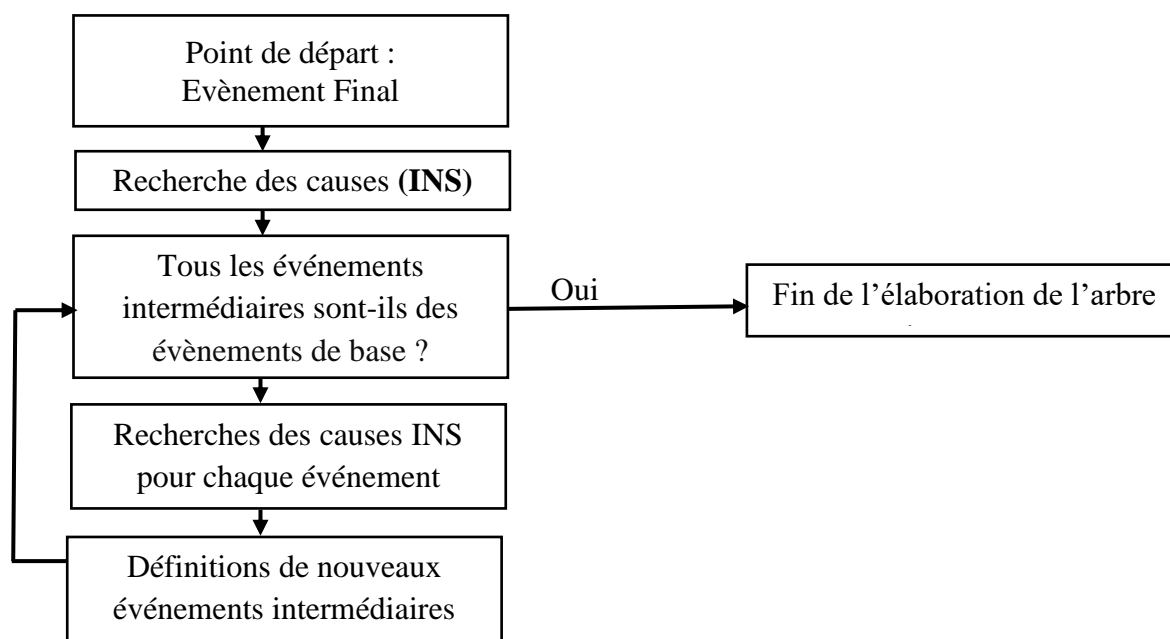 Point de départ :
Evènement Final
Recherche des causes (INS)
Tous les événements
intermédiaires sont-ils des
évènements de base ?
Oui
Fin de l’élaboration de l’arbre
Recherches des causes INS
pour chaque événement
Définitions de nouveaux
événements intermédiaires